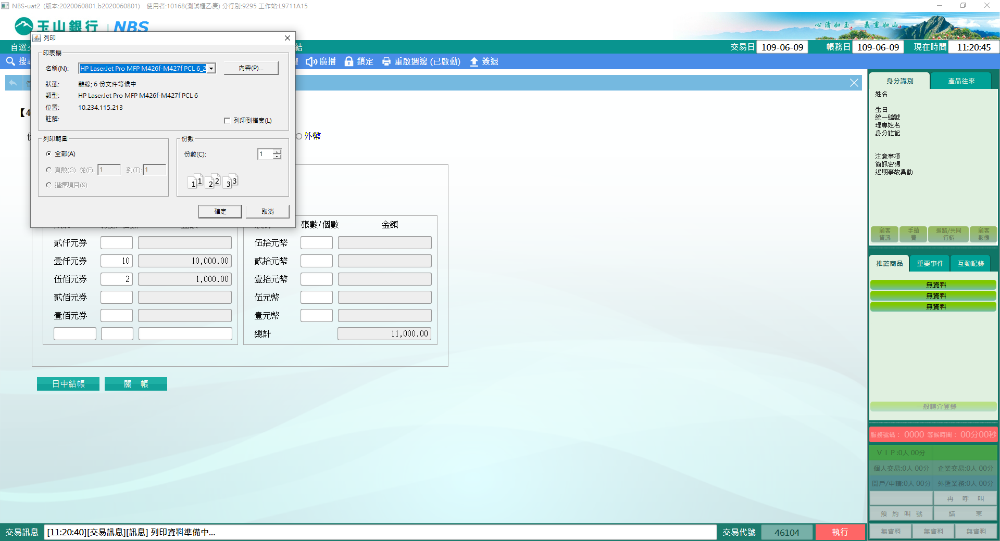 NBS-uat2 (版本:2020060801.b2020060801) 使用者:10168(測試櫃乙庚) 分行別:9295 工作站:L9711A15
玉山銀行 | NBS
心清如玉。義重如山。
自選
結
交易日 109-06-09 帳務日 109-06-09 現在時間 11:20:45
搜尋
廣播 鎖定 重啟週邊 (已啟動) 簽退
列印
印表機
名稱(N): HP LaserJet Pro MFP M426f-M427f PCL 6_2
內容(P)...
狀態: 離線; 6 份文件等候中
類型: HP LaserJet Pro MFP M426f-M427f PCL 6
位置: 10.234.115.213
註解:
列印到檔案(L)
列印範圍
全部(A)
頁數(G) 從(F): 1 到(T): 1
選擇項目(S)
份數
份數(C): 1
1 1 2 2 3 3
確定 取消
【4
外幣
張數/個數 金額
貳仟元券
壹仟元券 10 10,000.00
伍佰元券 2 1,000.00
貳佰元券
壹佰元券
伍拾元幣
貳拾元幣
壹拾元幣
伍元幣
壹元幣
總計 11,000.00
日中結帳 關 帳
身分識別 產品往來
姓名
生日
統一編號
理專姓名
身分註記
注意事項
簡訊密碼
近期事故異動
顧客資訊 手續費 通路/共同行銷 顧客影像
推薦商品 重要事件 互動記錄
無資料
無資料
無資料
一般轉介登錄
服務號碼： 0000 等候時間： 00分00秒
ＶＩＰ:0人 00分
個人交易:0人 00分 企業交易:0人 00分
開戶/申請:0人 00分 外匯業務:0人 00分
再 呼 叫
預 約 叫 號 結 束
無資料 無資料 無資料
交易訊息 [11:20:40][交易訊息][訊息] 列印資料準備中...
交易代號 46104 執行